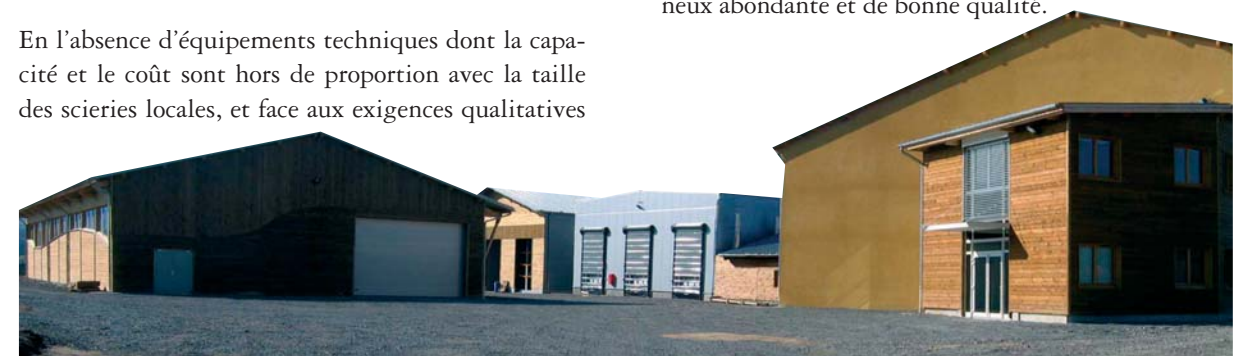 En l'absence d'équipements techniques dont la capa-
cité et le coût sont hors de proportion avec la taille
des scieries locales, et face aux exigences qualitatives
neux abondante et de bonne qualité.